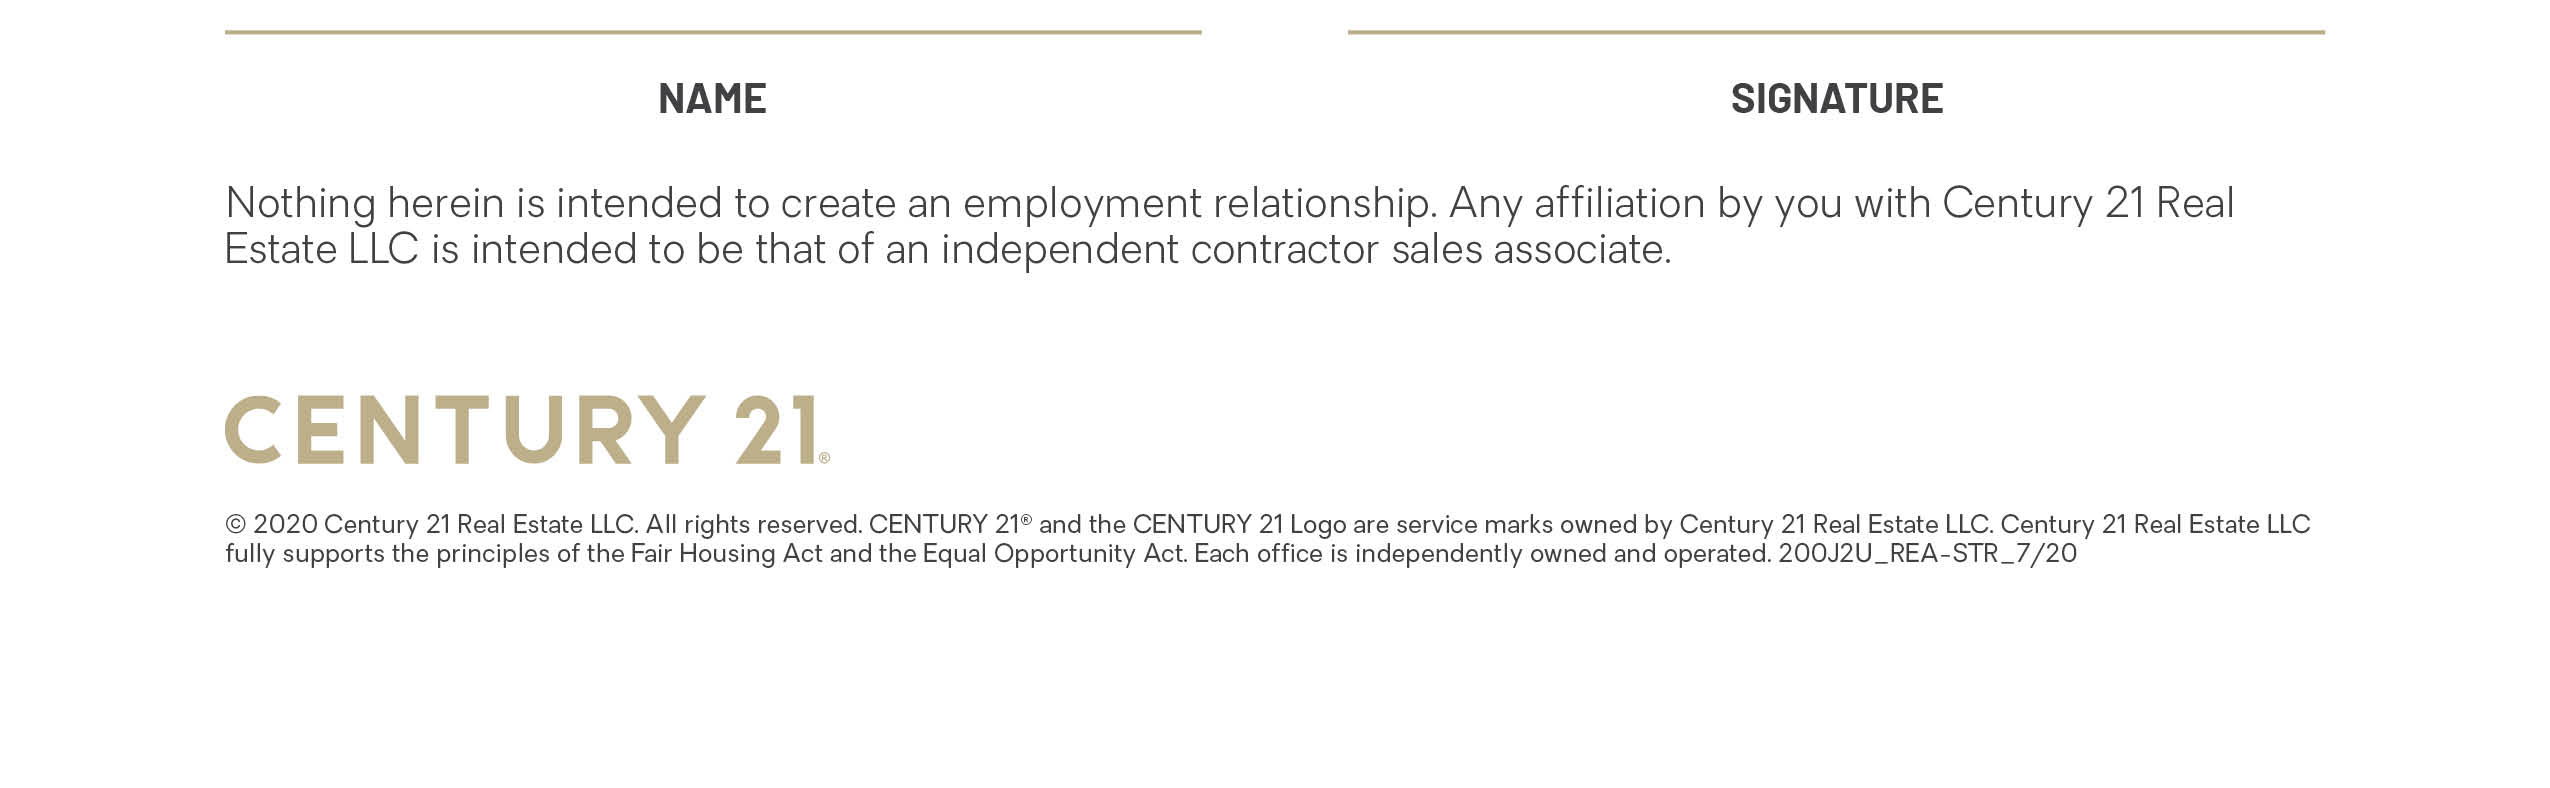 NAME SIGNATURE
Nothing herein is intended to create an employment relationship. Any affiliation by you with Century 21 Real
Estate LLC is intended to be that of an independent contractor sales associate.
CENTURY 21®
© 2020 Century 21 Real Estate LLC. All rights reserved. CENTURY 21® and the CENTURY 21 Logo are service marks owned by Century 21 Real Estate LLC. Century 21 Real Estate LLC
fully supports the principles of the Fair Housing Act and the Equal Opportunity Act. Each office is independently owned and operated. 200J2U_REA-STR_7/20